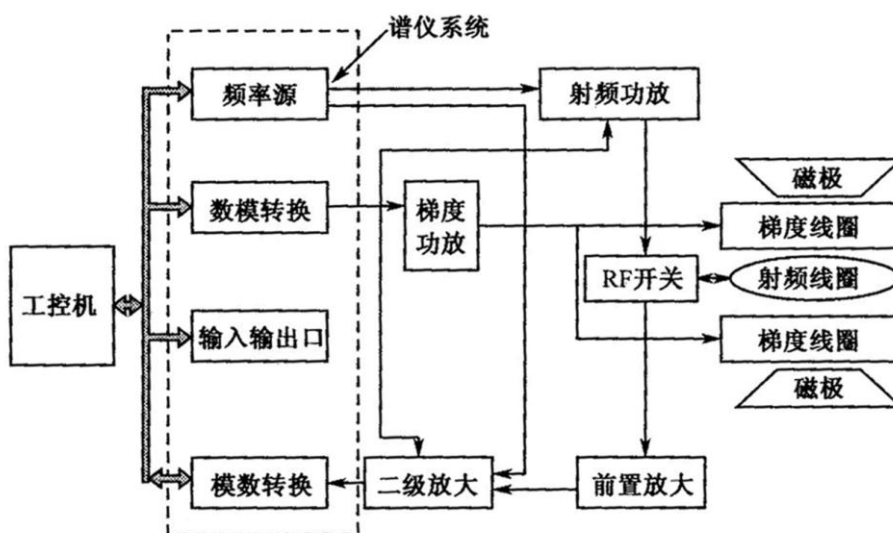 谱仪系统
频率源
射频功放
磁极
数模转换
梯度
功放
梯度线圈
工控机
RF开关
射频线圈
输入输出口
梯度线圈
磁极
模数转换
二级放大
前置放大